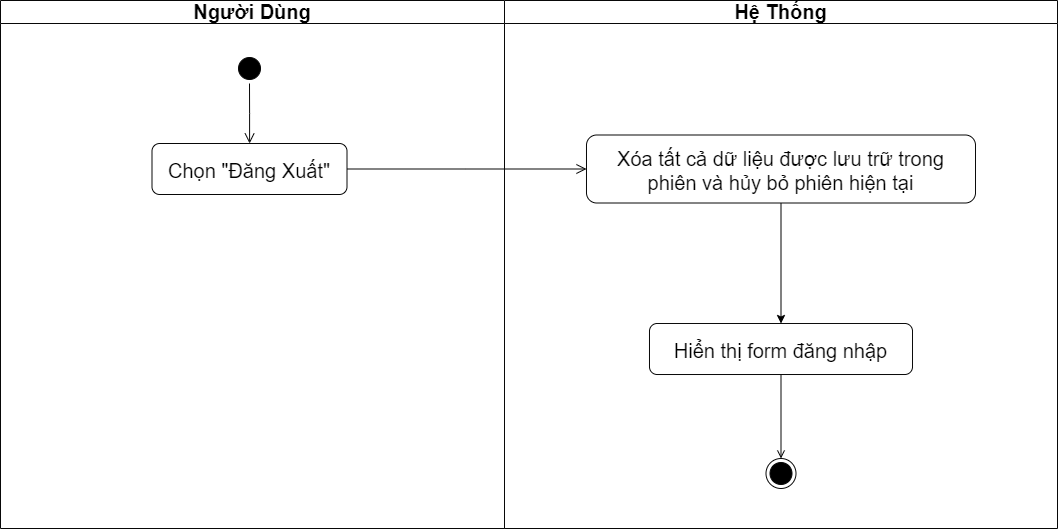 Người Dùng
Hệ Thống
Chọn "Đăng Xuất"
Xóa tất cả dữ liệu được lưu trữ trong
phiên và hủy bỏ phiên hiện tại
Hiển thị form đăng nhập